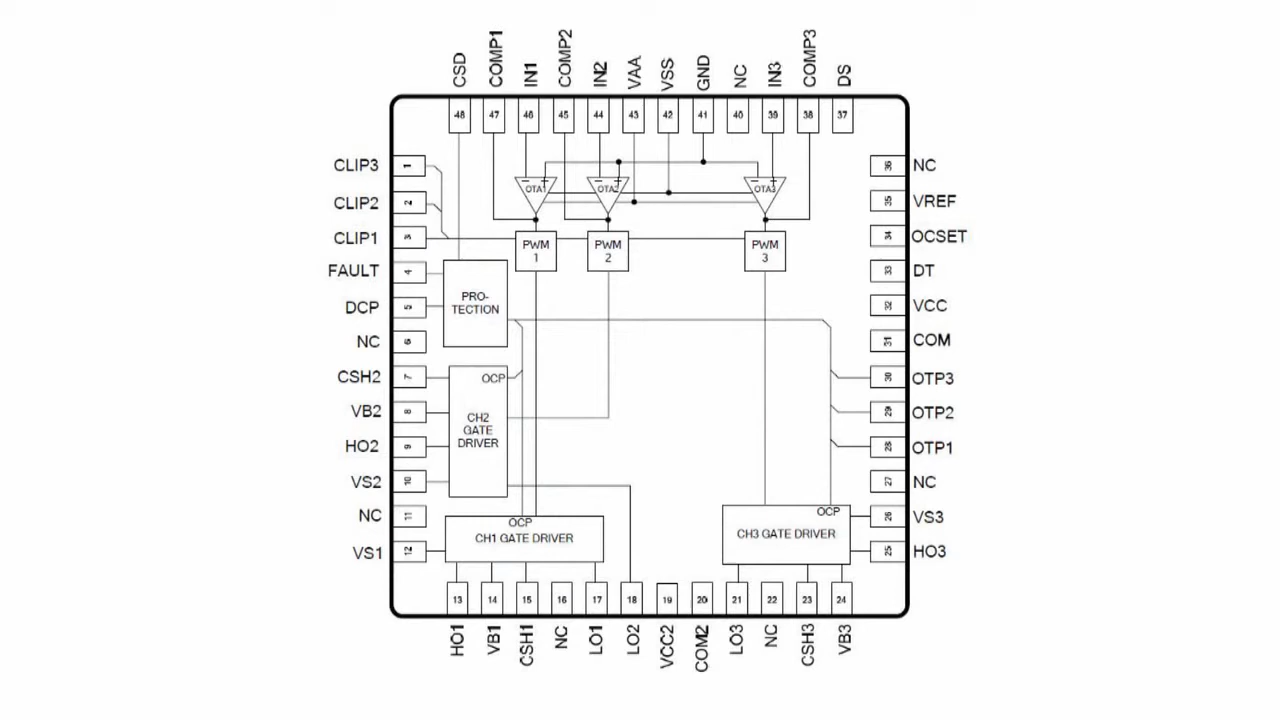 CSD
COMP1
IN1
COMP2
IN2
VAA
VSS
GND
NC
IN3
COMP3
DS
48
47
46
45
44
43
42
41
40
39
38
37
CLIP3
1
CLIP2
2
CLIP1
3
FAULT
4
DCP
5
NC
6
CSH2
7
VB2
8
HO2
9
VS2
10
NC
11
VS1
12
OTA1
OTA2
OTA3
PWM
1
PWM
2
PWM
3
PRO-
TECTION
OCP
CH2
GATE
DRIVER
OCP
CH1 GATE DRIVER
OCP
CH3 GATE DRIVER
36
NC
35
VREF
34
OCSET
33
DT
32
VCC
31
COM
30
OTP3
29
OTP2
28
OTP1
27
NC
26
VS3
25
HO3
13
14
15
16
17
18
19
20
21
22
23
24
HO1
VB1
CSH1
NC
LO1
LO2
VCC2
COM2
LO3
NC
CSH3
VB3